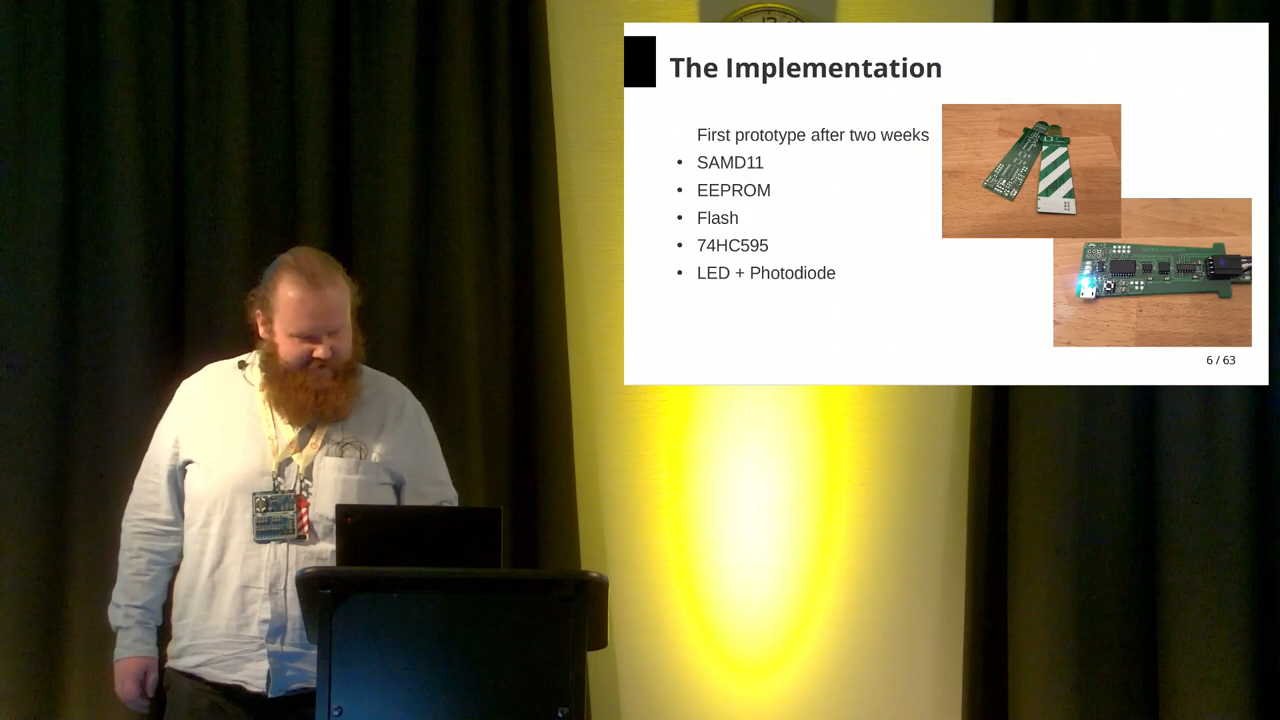 The Implementation
First prototype after two weeks
• SAMD11
• EEPROM
• Flash
• 74HC595
• LED + Photodiode
6 / 63